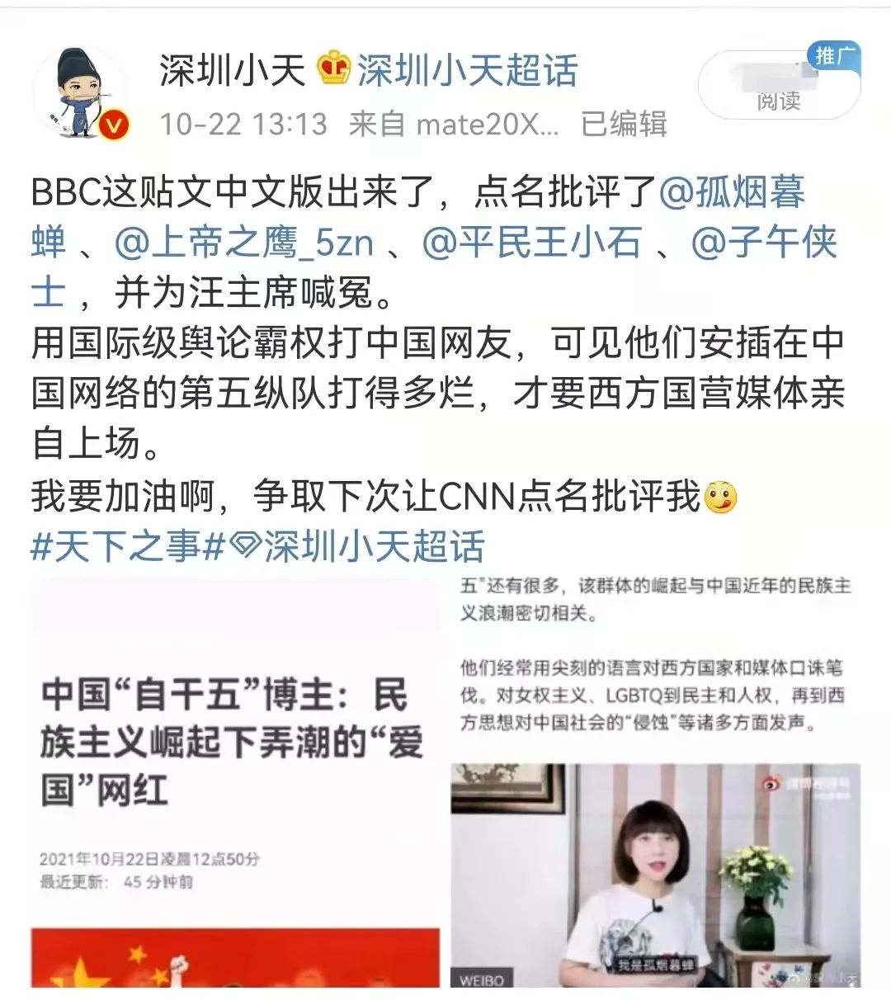 深圳小天 深圳小天超话
推广
阅读
10-22 13:13 来自 mate20X... 已编辑
BBC这贴文中文版出来了，点名批评了@孤烟暮
蝉 、@上帝之鹰_5zn 、@平民王小石 、@子午侠
士 ，并为汪主席喊冤。
用国际级舆论霸权打中国网友，可见他们安插在中
国网络的第五纵队打得多烂，才要西方国营媒体亲
自上场。
我要加油啊，争取下次让CNN点名批评我
#天下之事#深圳小天超话
中国“自干五”博主：民
族主义崛起下弄潮的“爱
国”网红
2021年10月22日凌晨12点50分
最近更新： 45 分钟前
五”还有很多，该群体的崛起与中国近年的民族主
义浪潮密切相关。
他们经常用尖刻的语言对西方国家和媒体口诛笔
伐。对女权主义、LGBTQ到民主和人权，再到西
方思想对中国社会的“侵蚀”等诸多方面发声。
我是孤烟暮蝉
WEIBO